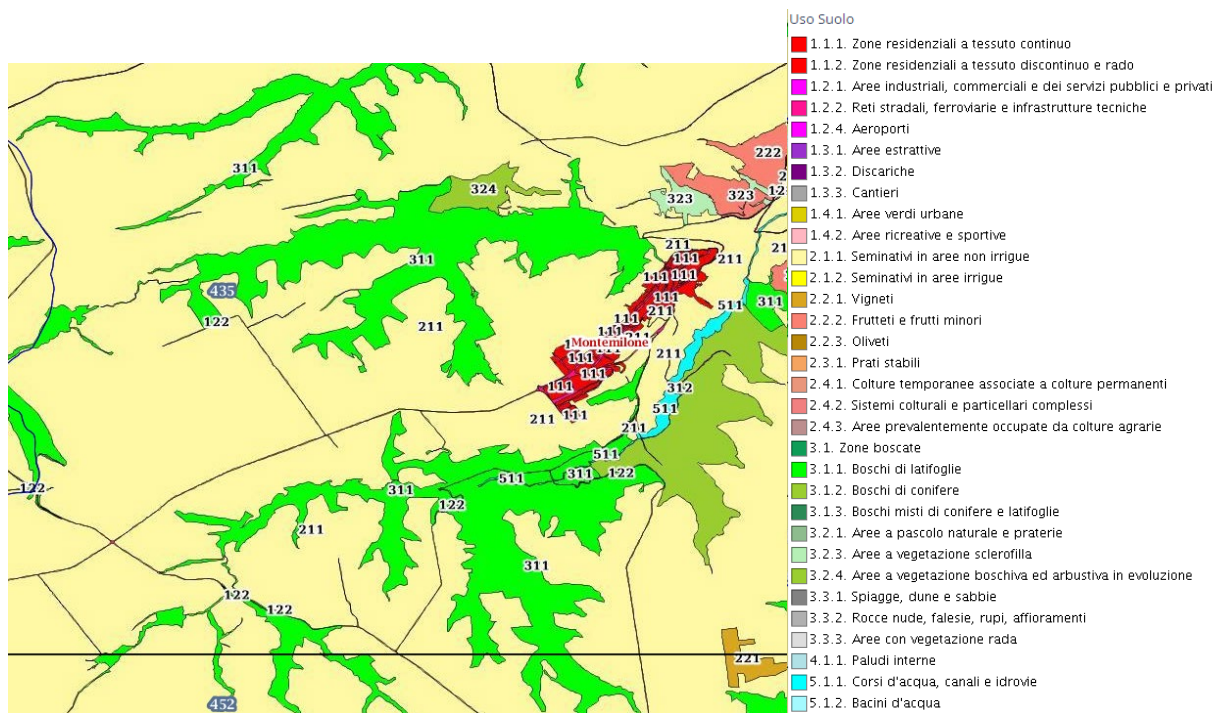 Uso Suolo
1.1.1. Zone residenziali a tessuto continuo
1.1.2. Zone residenziali a tessuto discontinuo e rado
1.2.1. Aree industriali, commerciali e dei servizi pubblici e privati
1.2.2. Reti stradali, ferroviarie e infrastrutture tecniche
1.2.4. Aeroporti
1.3.1. Aree estrattive
1.3.2. Discariche
1.3.3. Cantieri
1.4.1. Aree verdi urbane
1.4.2. Aree ricreative e sportive
2.1.1. Seminativi in aree non irrigue
2.1.2. Seminativi in aree irrigue
2.2.1. Vigneti
2.2.2. Frutteti e frutti minori
2.2.3. Oliveti
2.3.1. Prati stabili
2.4.1. Colture temporanee associate a colture permanenti
2.4.2. Sistemi colturali e particellari complessi
2.4.3. Aree prevalentemente occupate da colture agrarie
3.1. Zone boscate
3.1.1. Boschi di latifoglie
3.1.2. Boschi di conifere
3.1.3. Boschi misti di conifere e latifoglie
3.2.1. Aree a pascolo naturale e praterie
3.2.3. Aree a vegetazione sclerofilla
3.2.4. Aree a vegetazione boschiva ed arbustiva in evoluzione
3.3.1. Spiagge, dune e sabbie
3.3.2. Rocce nude, falesie, rupi, affioramenti
3.3.3. Aree con vegetazione rada
4.1.1. Paludi interne
5.1.1. Corsi d'acqua, canali e idrovie
5.1.2. Bacini d'acqua
222
311
324
323
323
211
311
111
211
111
111
435
111
511
311
122
211
111
211
111
Montemilone
111
211
111
111
312
511
211
111
211
511
122
311
511
311
122
122
211
311
122
122
221
452